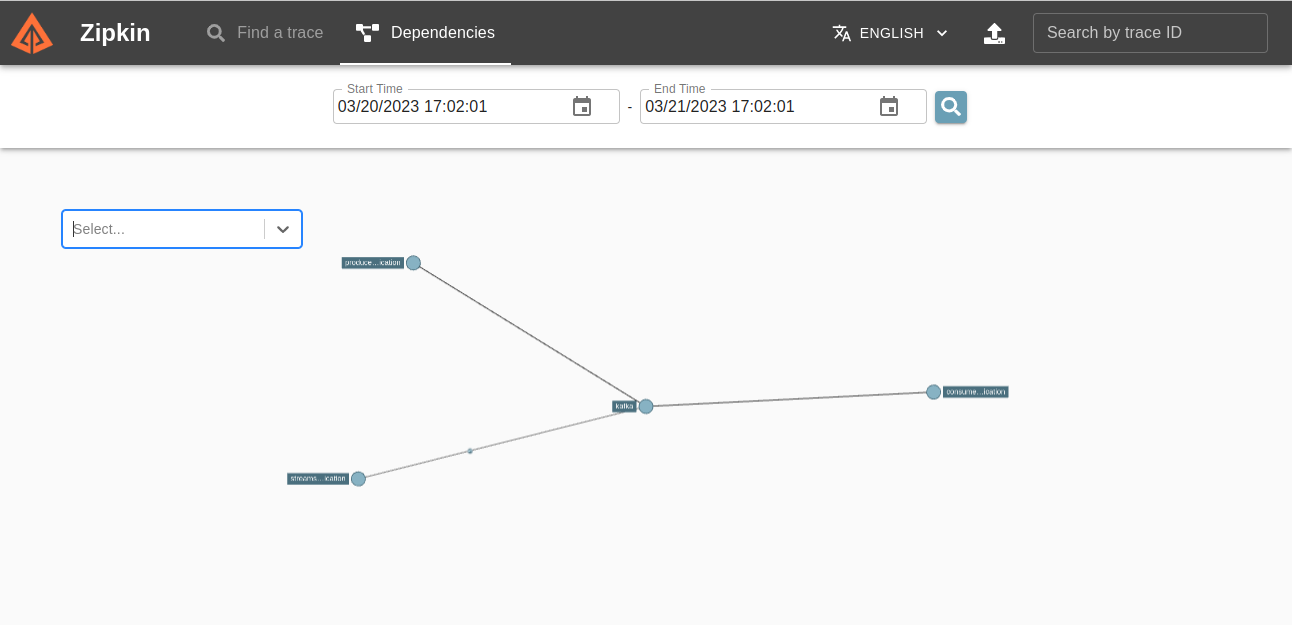 Zipkin
Find a trace
Dependencies
ENGLISH
Search by trace ID
Start Time
03/20/2023 17:02:01
-
End Time
03/21/2023 17:02:01
Select...
produce...ication
kafka
consume...ication
streams...ication